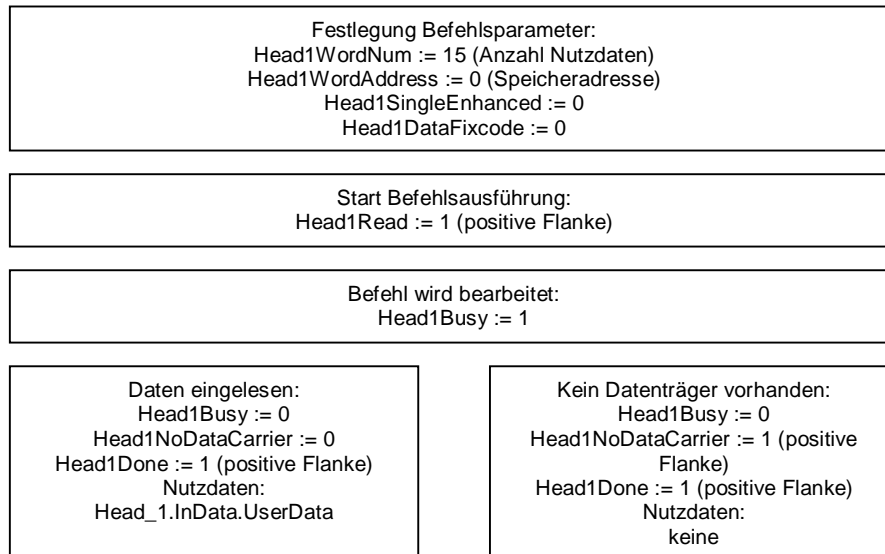 Festlegung Befehlsparameter:
Head1WordNum := 15 (Anzahl Nutzdaten)
Head1WordAddress := 0 (Speicheradresse)
Head1SingleEnhanced := 0
Head1DataFixcode := 0
Start Befehlsausführung:
Head1Read := 1 (positive Flanke)
Befehl wird bearbeitet:
Head1Busy := 1
Daten eingelesen:
Head1Busy := 0
Head1NoDataCarrier := 0
Head1Done := 1 (positive Flanke)
Nutzdaten:
Head_1.InData.UserData
Kein Datenträger vorhanden:
Head1Busy := 0
Head1NoDataCarrier := 1 (positive
Flanke)
Head1Done := 1 (positive Flanke)
Nutzdaten:
keine